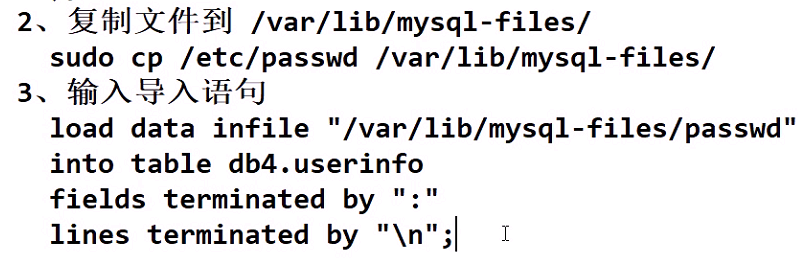 2、复制文件到 /var/lib/mysql-files/
sudo cp /etc/passwd /var/lib/mysql-files/
3、输入导入语句
load data infile "/var/lib/mysql-files/passwd"
into table db4.userinfo
fields terminated by ":"
lines terminated by "\n";